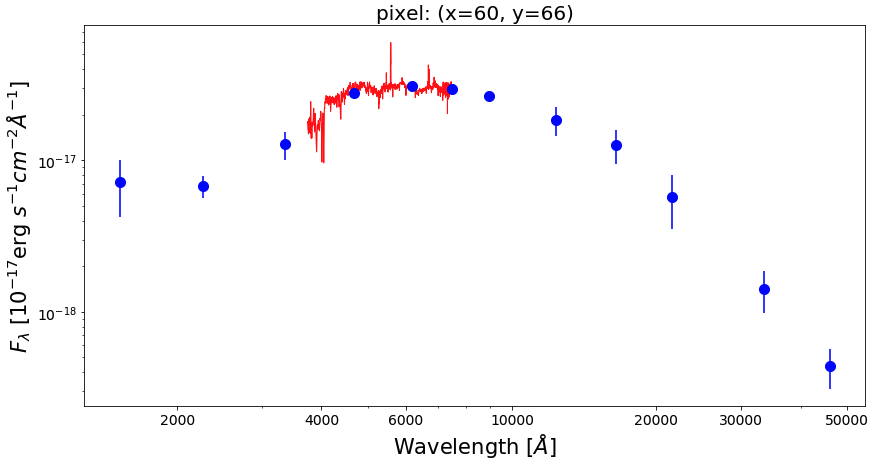 pixel: (x=60, y=66)
F_λ [10^{-17}erg s^{-1}cm^{-2}Å^{-1}]
10^{-17}
10^{-18}
2000 4000 6000 10000 20000 30000 50000
Wavelength [Å]